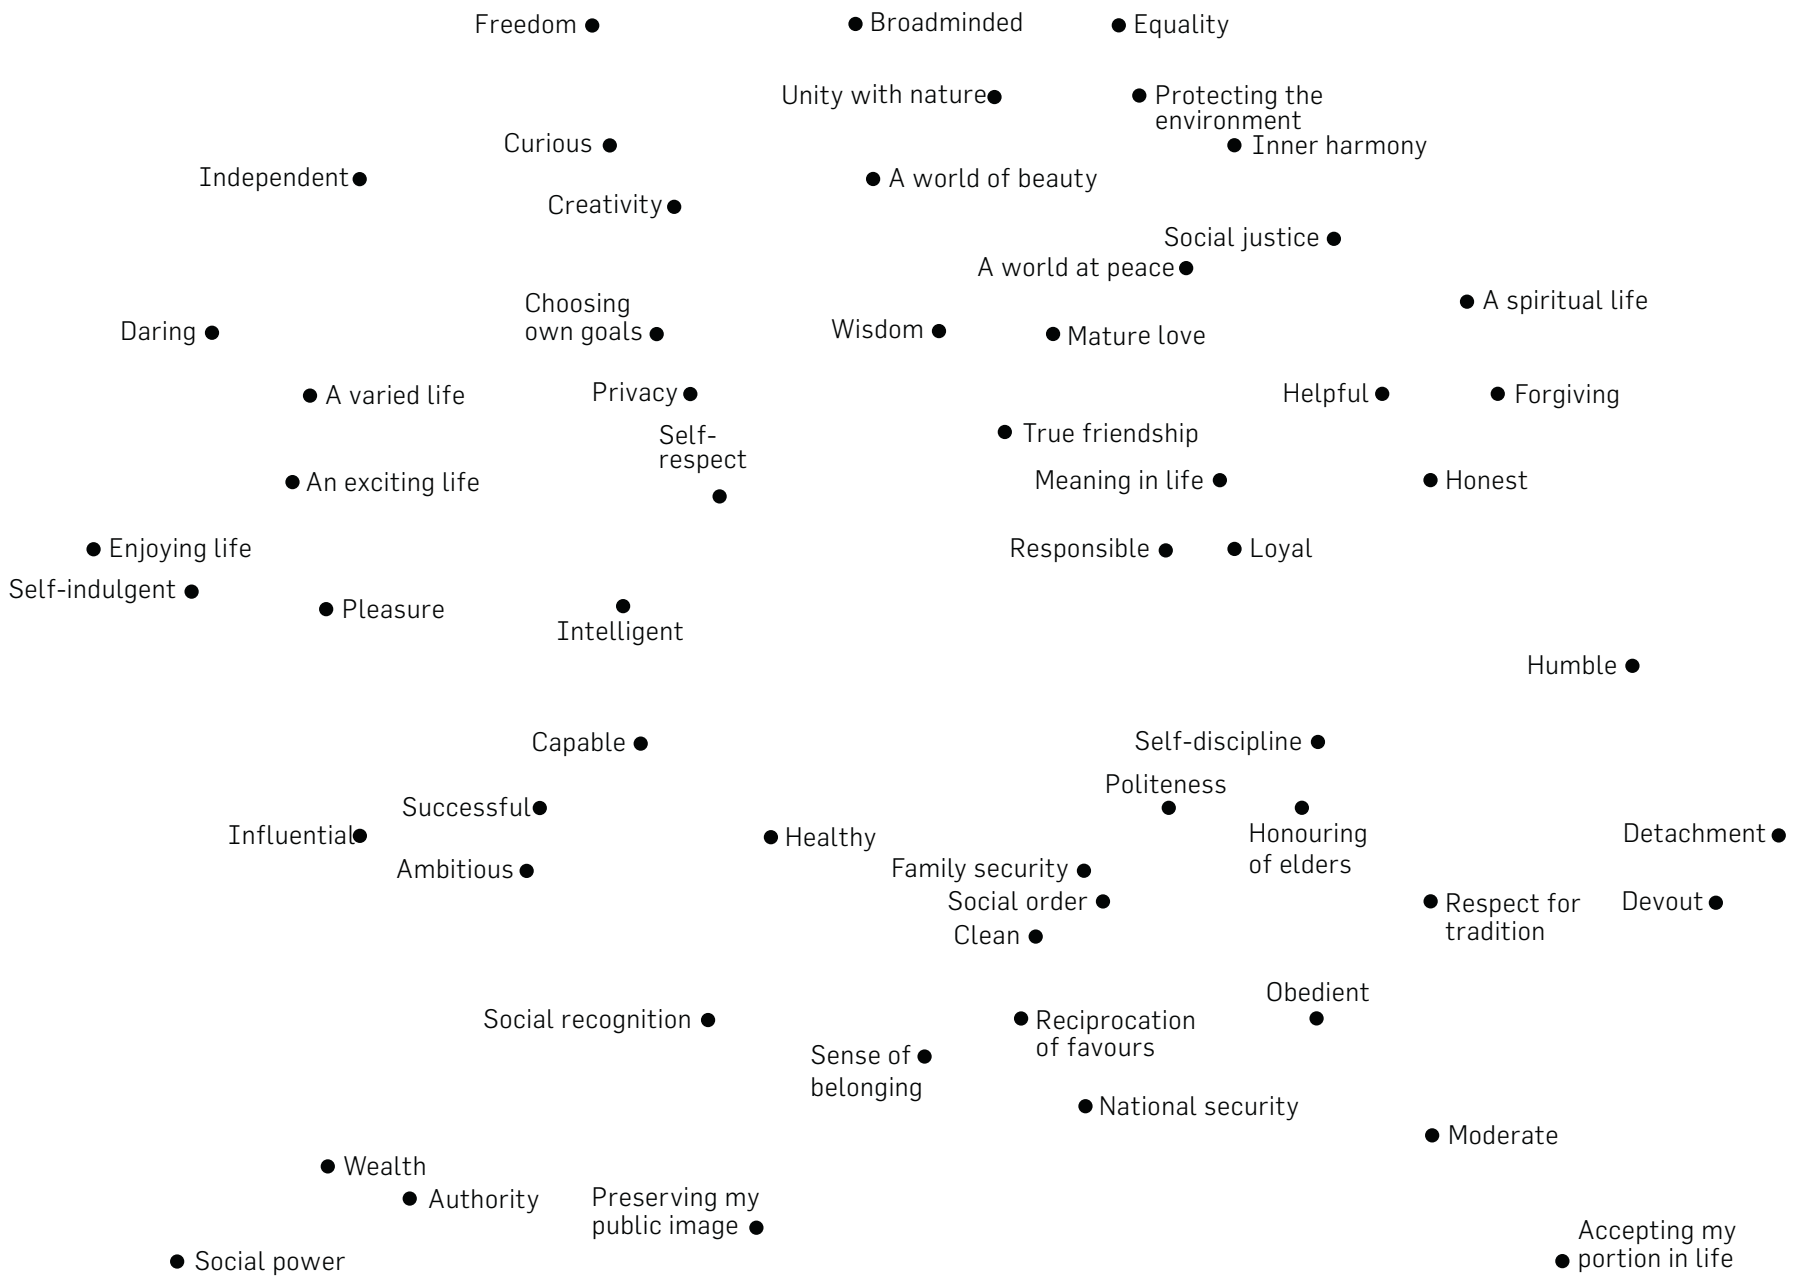 Freedom
Broadminded
Equality
Unity with nature
Protecting the
environment
Curious
Inner harmony
Independent
A world of beauty
Creativity
Social justice
A world at peace
A spiritual life
Choosing
own goals
Daring
Wisdom
Mature love
A varied life
Privacy
Helpful
Forgiving
Self-
respect
True friendship
An exciting life
Meaning in life
Honest
Enjoying life
Responsible
Loyal
Self-indulgent
Pleasure
Intelligent
Humble
Capable
Self-discipline
Politeness
Successful
Influential
Healthy
Honouring
of elders
Detachment
Ambitious
Family security
Social order
Respect for
tradition
Devout
Clean
Obedient
Social recognition
Reciprocation
of favours
Sense of
belonging
National security
Moderate
Wealth
Authority
Preserving my
public image
Accepting my
portion in life
Social power